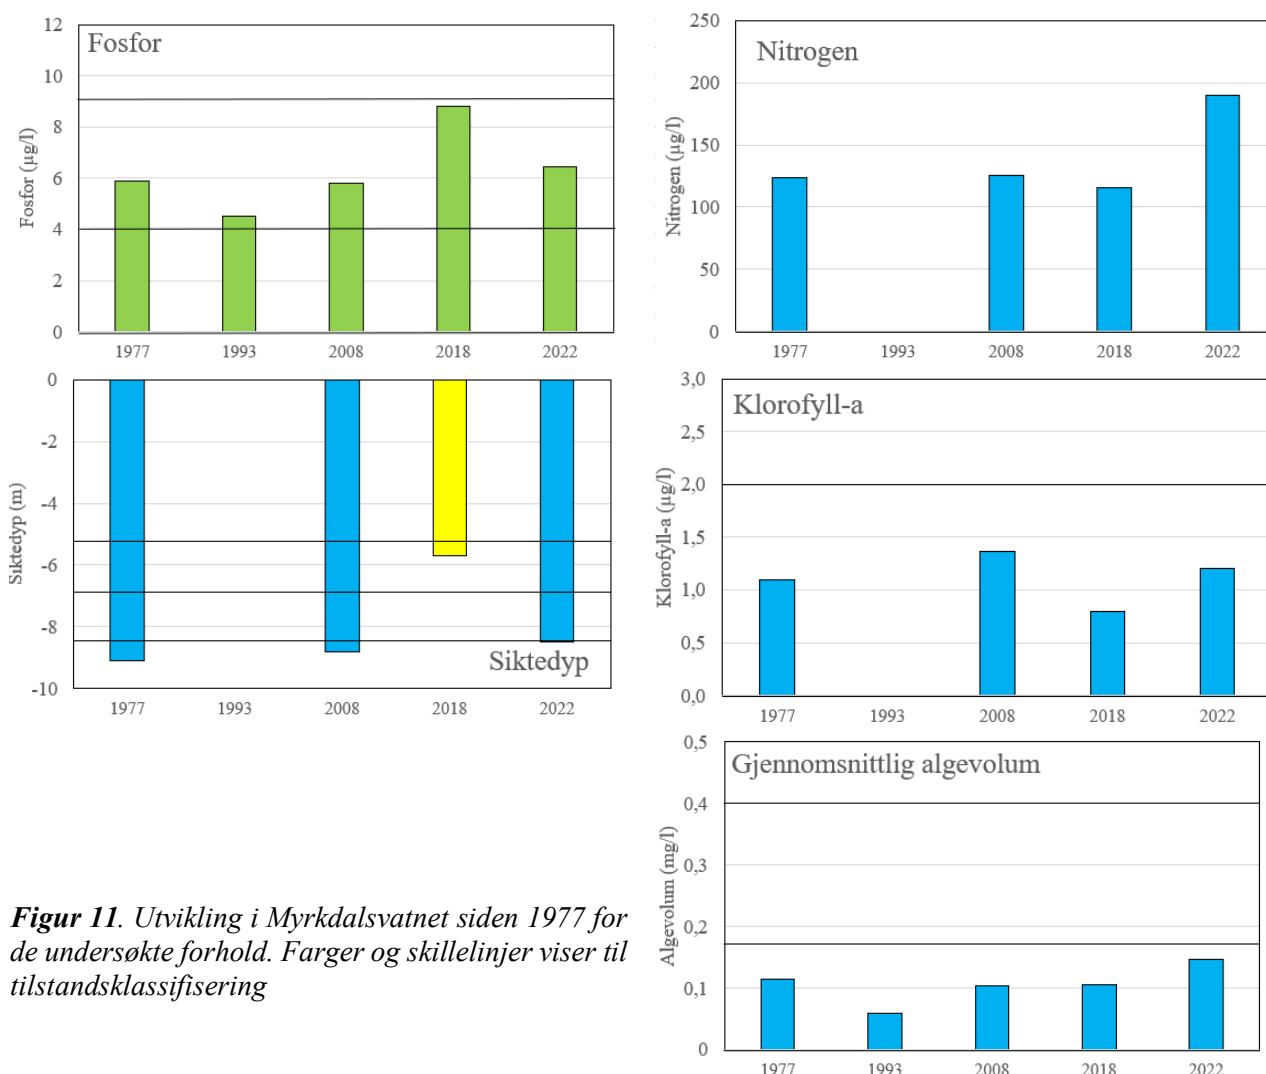 Fosfor
Fosfor (µg/l)
12
10
8
6
4
2
0
1977 1993 2008 2018 2022
Nitrogen
Nitrogen (µg/l)
250
200
150
100
50
0
1977 1993 2008 2018 2022
Siktedyp (m)
0
-2
-4
-6
-8
-10
Siktedyp
1977 1993 2008 2018 2022
Klorofyll-a
Klorofyll-a (µg/l)
3,0
2,5
2,0
1,5
1,0
0,5
0,0
1977 1993 2008 2018 2022
Gjennomsnittlig algevolum
Algevolum (mg/l)
0,5
0,4
0,3
0,2
0,1
0
1977 1993 2008 2018 2022
Figur 11. Utvikling i Myrkdalsvatnet siden 1977 for
de undersøkte forhold. Farger og skillelinjer viser til
tilstandsklassifisering